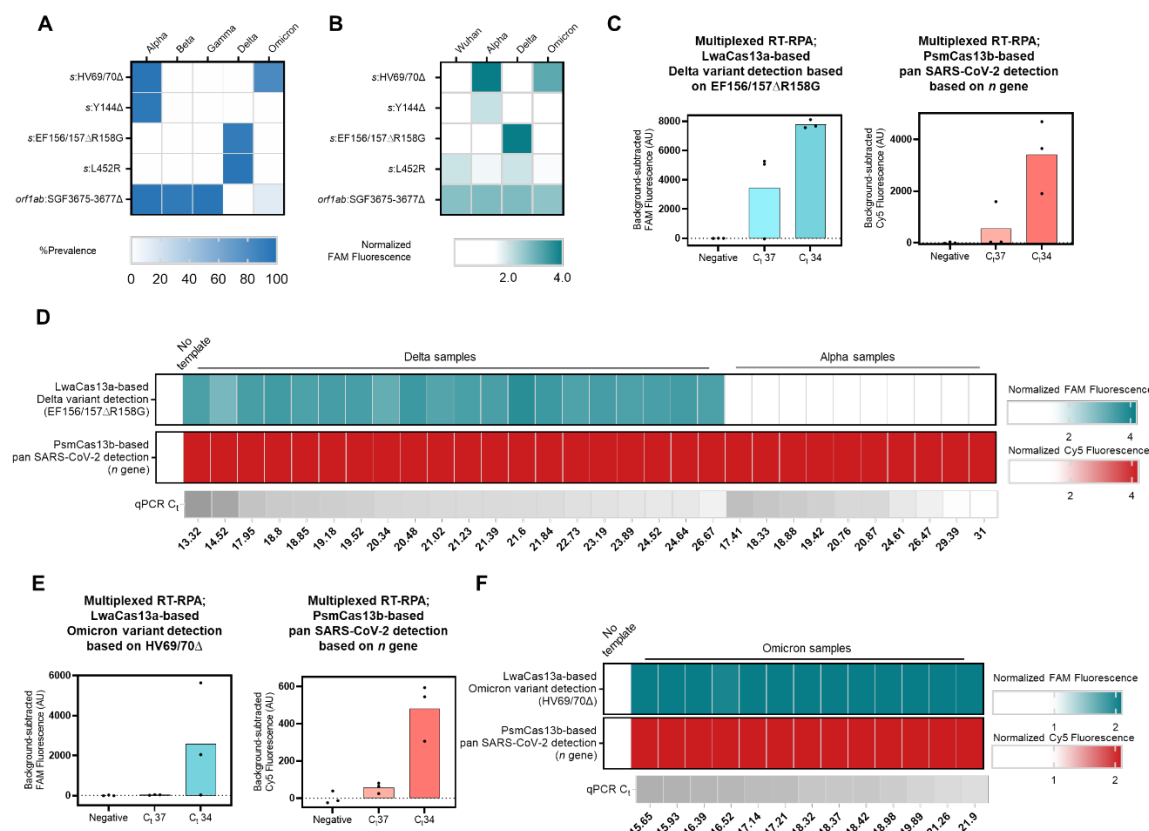 A
Alpha
Beta
Gamma
Delta
Omicron
s:HV69/70Δ
s:Y144Δ
s:EF156/157ΔR158G
s:L452R
orf1ab:SGF3675-3677Δ
%Prevalence
0 20 40 60 80 100
B
Wuhan
Alpha
Delta
Omicron
s:HV69/70Δ
s:Y144Δ
s:EF156/157ΔR158G
s:L452R
orf1ab:SGF3675-3677Δ
Normalized
FAM Fluorescence
2.0 4.0
C
Multiplexed RT-RPA;
LwaCas13a-based
Delta variant detection based
on EF156/157ΔR158G
Background-subtracted
FAM Fluorescence (AU)
8000
6000
4000
2000
0
Negative Ct 37 Ct 34
Multiplexed RT-RPA;
PsmCas13b-based
pan SARS-CoV-2 detection
based on n gene
Background-subtracted
Cy5 Fluorescence (AU)
4000
2000
0
Negative Ct37 Ct34
D
No template
Delta samples
Alpha samples
LwaCas13a-based
Delta variant detection
(EF156/157ΔR158G)
PsmCas13b-based
pan SARS-CoV-2 detection
(n gene)
qPCR Ct
13.32 14.52 17.95 18.8 18.85 19.18 19.52 20.34 20.48 21.02 21.23 21.39 21.6 21.84 22.73 23.19 23.89 24.52 24.64 26.67 17.41 18.33 18.88 19.42 20.76 20.87 24.61 26.47 29.39 31
Normalized FAM Fluorescence
2 4
Normalized Cy5 Fluorescence
2 4
E
Multiplexed RT-RPA;
LwaCas13a-based
Omicron variant detection
based on HV69/70Δ
Background-subtracted
FAM Fluorescence (AU)
6000
4000
2000
0
Negative Ct 37 Ct 34
Multiplexed RT-RPA;
PsmCas13b-based
pan SARS-CoV-2 detection
based on n gene
Background-subtracted
Cy5 Fluorescence (AU)
600
400
200
0
Negative Ct37 Ct34
F
No template
Omicron samples
LwaCas13a-based
Omicron variant detection
(HV69/70Δ)
PsmCas13b-based
pan SARS-CoV-2 detection
(n gene)
qPCR Ct
15.65 15.93 16.39 16.52 17.14 17.21 18.32 18.37 18.42 18.98 19.89 21.26 21.9
Normalized FAM Fluorescence
1 2
Normalized Cy5 Fluorescence
1 2